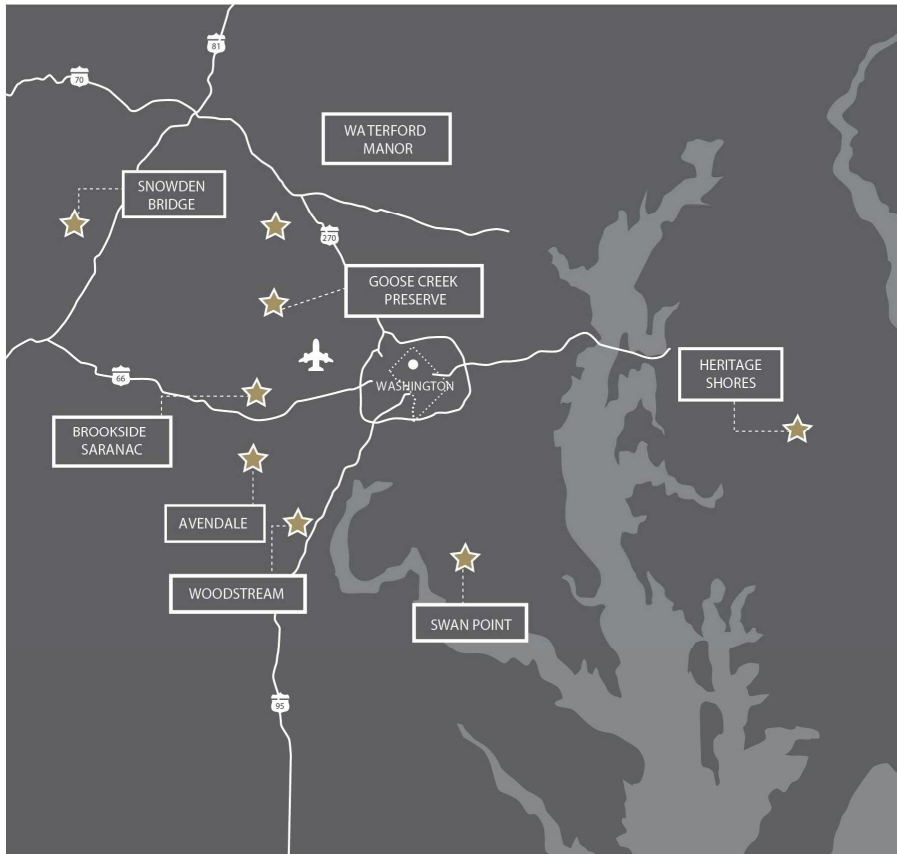 81
70
WATERFORD
MANOR
SNOWDEN
BRIDGE
270
GOOSE CREEK
PRESERVE
HERITAGE
SHORES
66
WASHINGTON
BROOKSIDE
SARANAC
AVENDALE
WOODSTREAM
SWAN POINT
95